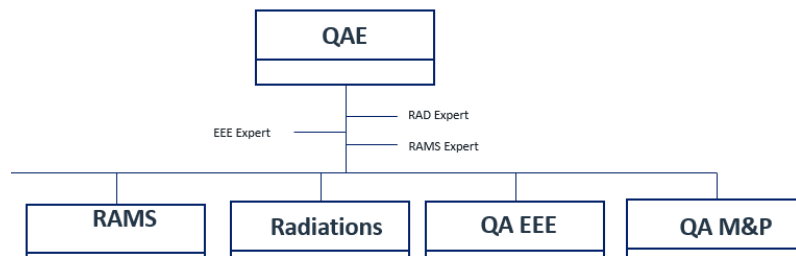 QAE
RAD Expert
EEE Expert
RAMS Expert
RAMS
Radiations
QA EEE
QA M&P